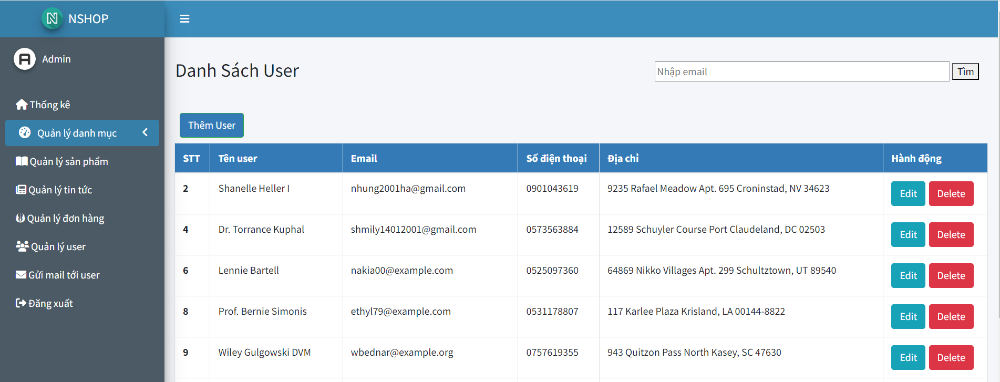 NSHOP
Admin
Thống kê
Quản lý danh mục
Quản lý sản phẩm
Quản lý tin tức
Quản lý đơn hàng
Quản lý user
Gửi mail tới user
Đăng xuất
Danh Sách User
Nhập email Tìm
Thêm User
STT Tên user Email Số điện thoại Địa chỉ Hành động
2 Shanelle Heller I nhung2001ha@gmail.com 0901043619 9235 Rafael Meadow Apt. 695 Croninstad, NV 34623 Edit Delete
4 Dr. Torrance Kuphal shmily14012001@gmail.com 0573563884 12589 Schuyler Course Port Claudeland, DC 02503 Edit Delete
6 Lennie Bartell nakia00@example.com 0525097360 64869 Nikko Villages Apt. 299 Schultztown, UT 89540 Edit Delete
8 Prof. Bernie Simonis ethyl79@example.com 0531178807 117 Karlee Plaza Krisland, LA 00144-8822 Edit Delete
9 Wiley Gulgowski DVM wbednar@example.org 0757619355 943 Quitzon Pass North Kasey, SC 47630 Edit Delete